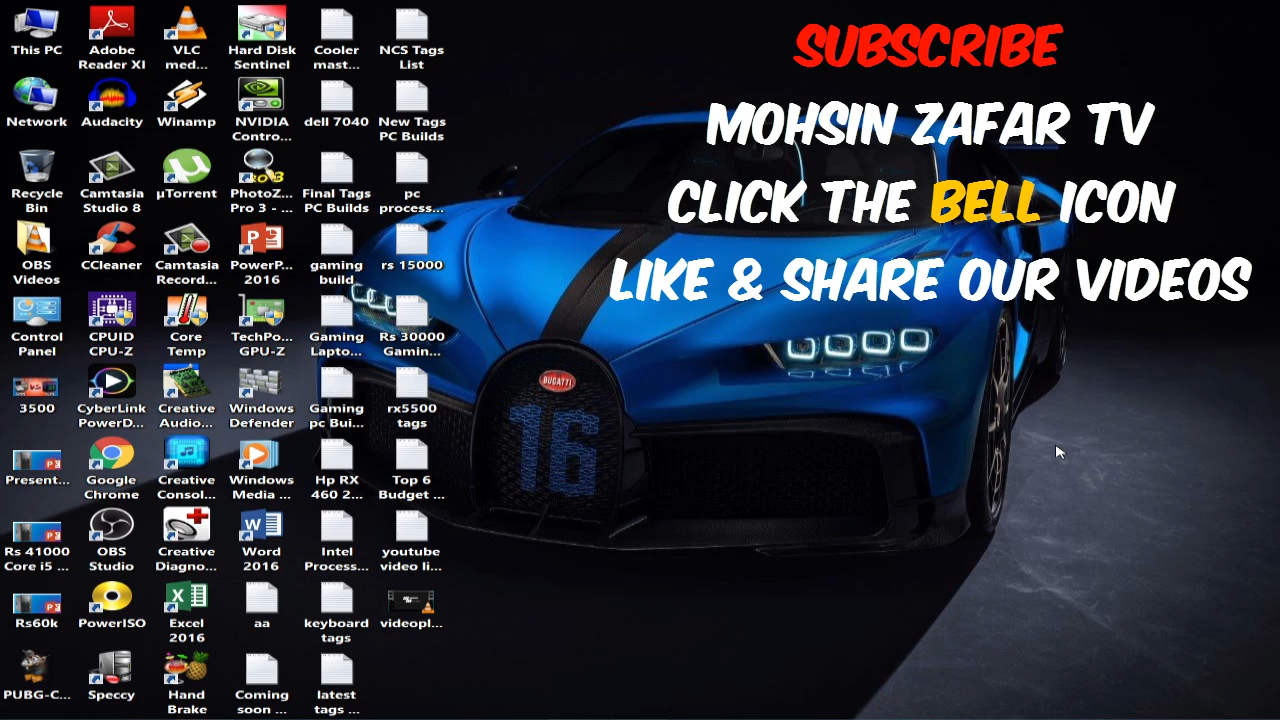 SUBSCRIBE
MOHSIN ZAFAR TV
CLICK THE BELL ICON
LIKE & SHARE OUR VIDEOS
This PC
Adobe
Reader XI
VLC
med...
Hard Disk
Sentinel
Cooler
mast...
NCS Tags
List
Network
Audacity
Winamp
NVIDIA
Contro...
dell 7040
New Tags
PC Builds
Recycle
Bin
Camtasia
Studio 8
µTorrent
PhotoZ...
Pro 3 - ...
Final Tags
PC Builds
pc
process...
OBS
Videos
CCleaner
Camtasia
Record...
PowerP...
2016
gaming
build
rs 15000
Control
Panel
CPUID
CPU-Z
Core
Temp
TechPo...
GPU-Z
Gaming
Lapto...
Rs 30000
Gamin...
3500
CyberLink
PowerD...
Creative
Audio...
Windows
Defender
Gaming
pc Bui...
rx5500
tags
Present...
Google
Chrome
Creative
Consol...
Windows
Media ...
Hp RX
460 2...
Top 6
Budget ...
Rs 41000
Core i5 ...
OBS
Studio
Creative
Diagno...
Word
2016
Intel
Process...
youtube
video li...
Rs60k
PowerISO
Excel
2016
aa
keyboard
tags
videopl...
PUBG-C...
Speccy
Hand
Brake
Coming
soon ...
latest
tags ...
BUGATTI
16